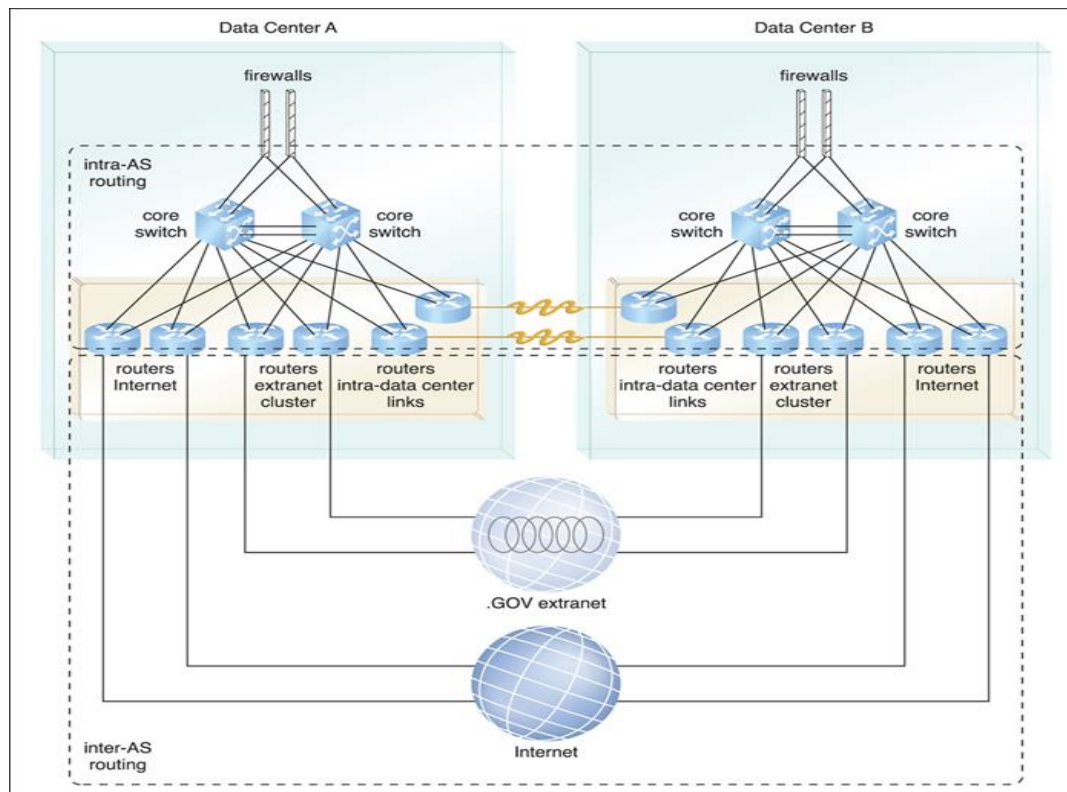 Data Center A
Data Center B
firewalls
firewalls
intra-AS
routing
core
switch
core
switch
core
switch
core
switch
routers
Internet
routers
extranet
cluster
routers
intra-data center
links
routers
intra-data center
links
routers
extranet
cluster
routers
Internet
.GOV extranet
Internet
inter-AS
routing